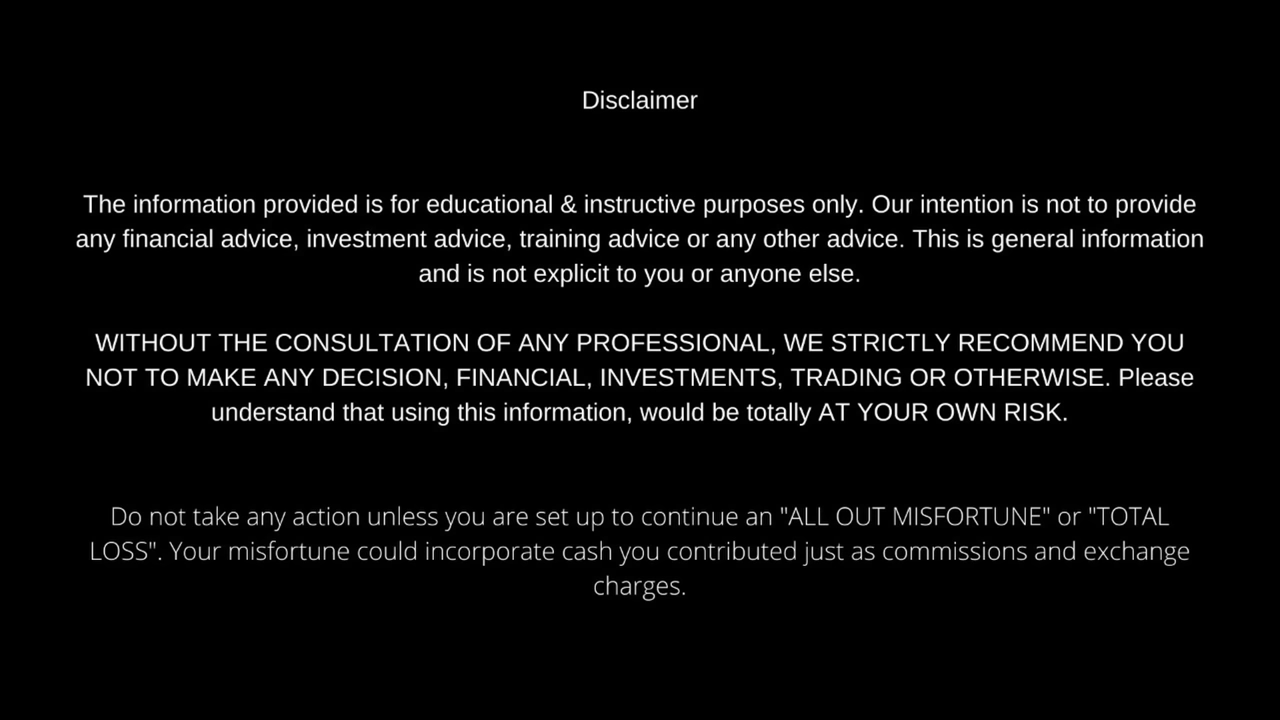 Disclaimer
The information provided is for educational & instructive purposes only. Our intention is not to provide
any financial advice, investment advice, training advice or any other advice. This is general information
and is not explicit to you or anyone else.
WITHOUT THE CONSULTATION OF ANY PROFESSIONAL, WE STRICTLY RECOMMEND YOU
NOT TO MAKE ANY DECISION, FINANCIAL, INVESTMENTS, TRADING OR OTHERWISE. Please
understand that using this information, would be totally AT YOUR OWN RISK.
Do not take any action unless you are set up to continue an "ALL OUT MISFORTUNE" or "TOTAL
LOSS". Your misfortune could incorporate cash you contributed just as commissions and exchange
charges.